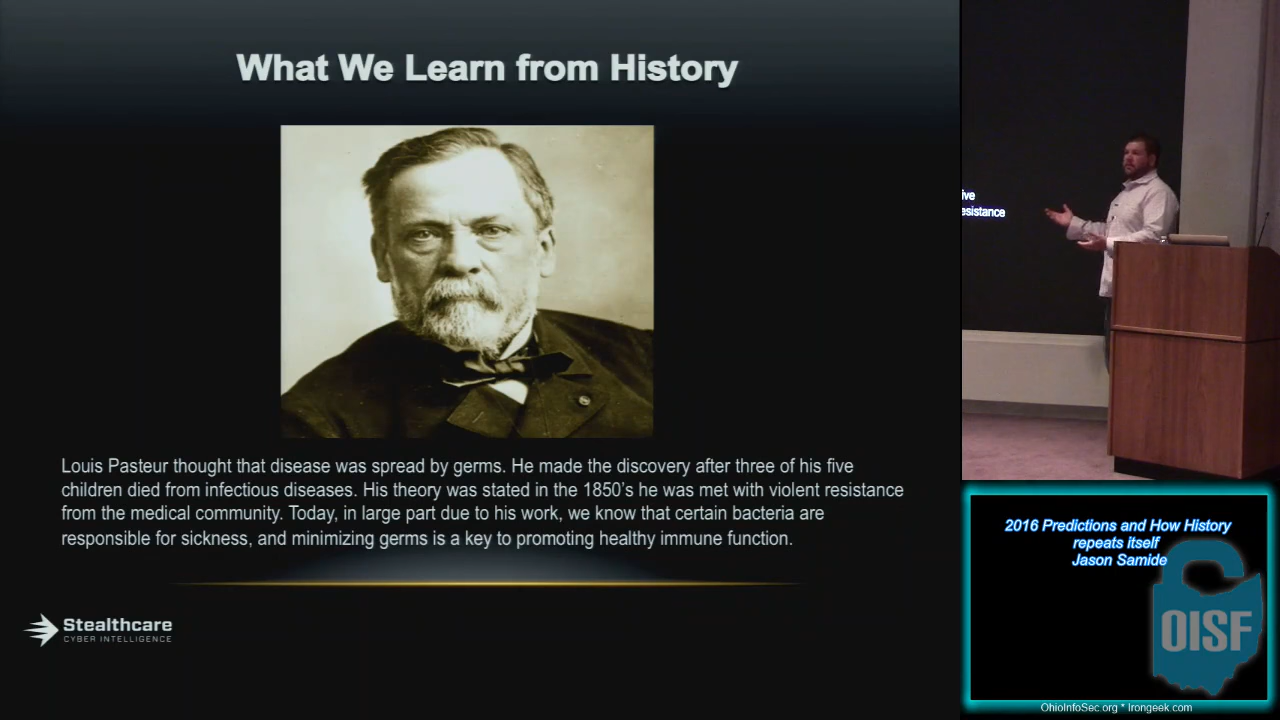 What We Learn from History
Louis Pasteur thought that disease was spread by germs. He made the discovery after three of his five
children died from infectious diseases. His theory was stated in the 1850's he was met with violent resistance
from the medical community. Today, in large part due to his work, we know that certain bacteria are
responsible for sickness, and minimizing germs is a key to promoting healthy immune function.
Stealthcare
CYBER INTELLIGENCE
ive
esistance
2016 Predictions and How History
repeats itself
Jason Samide
OISF
OhioInfoSec.org * Irongeek.com